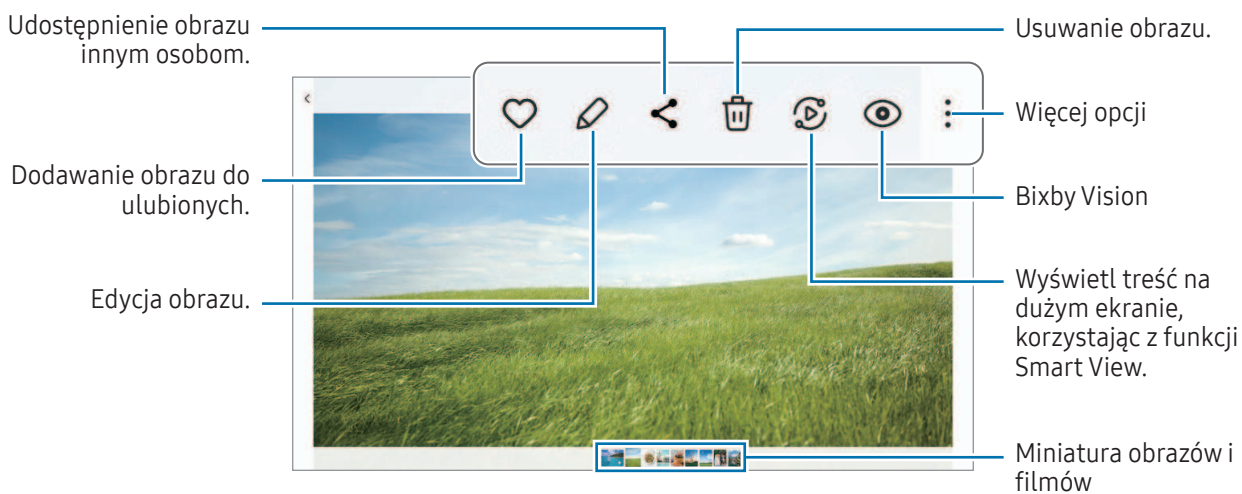 Udostępnienie obrazu
innym osobom.
Usuwanie obrazu.
Więcej opcji
Dodawanie obrazu do
ulubionych.
Bixby Vision
Edycja obrazu.
Wyświetl treść na
dużym ekranie,
korzystając z funkcji
Smart View.
Miniatura obrazów i
filmów